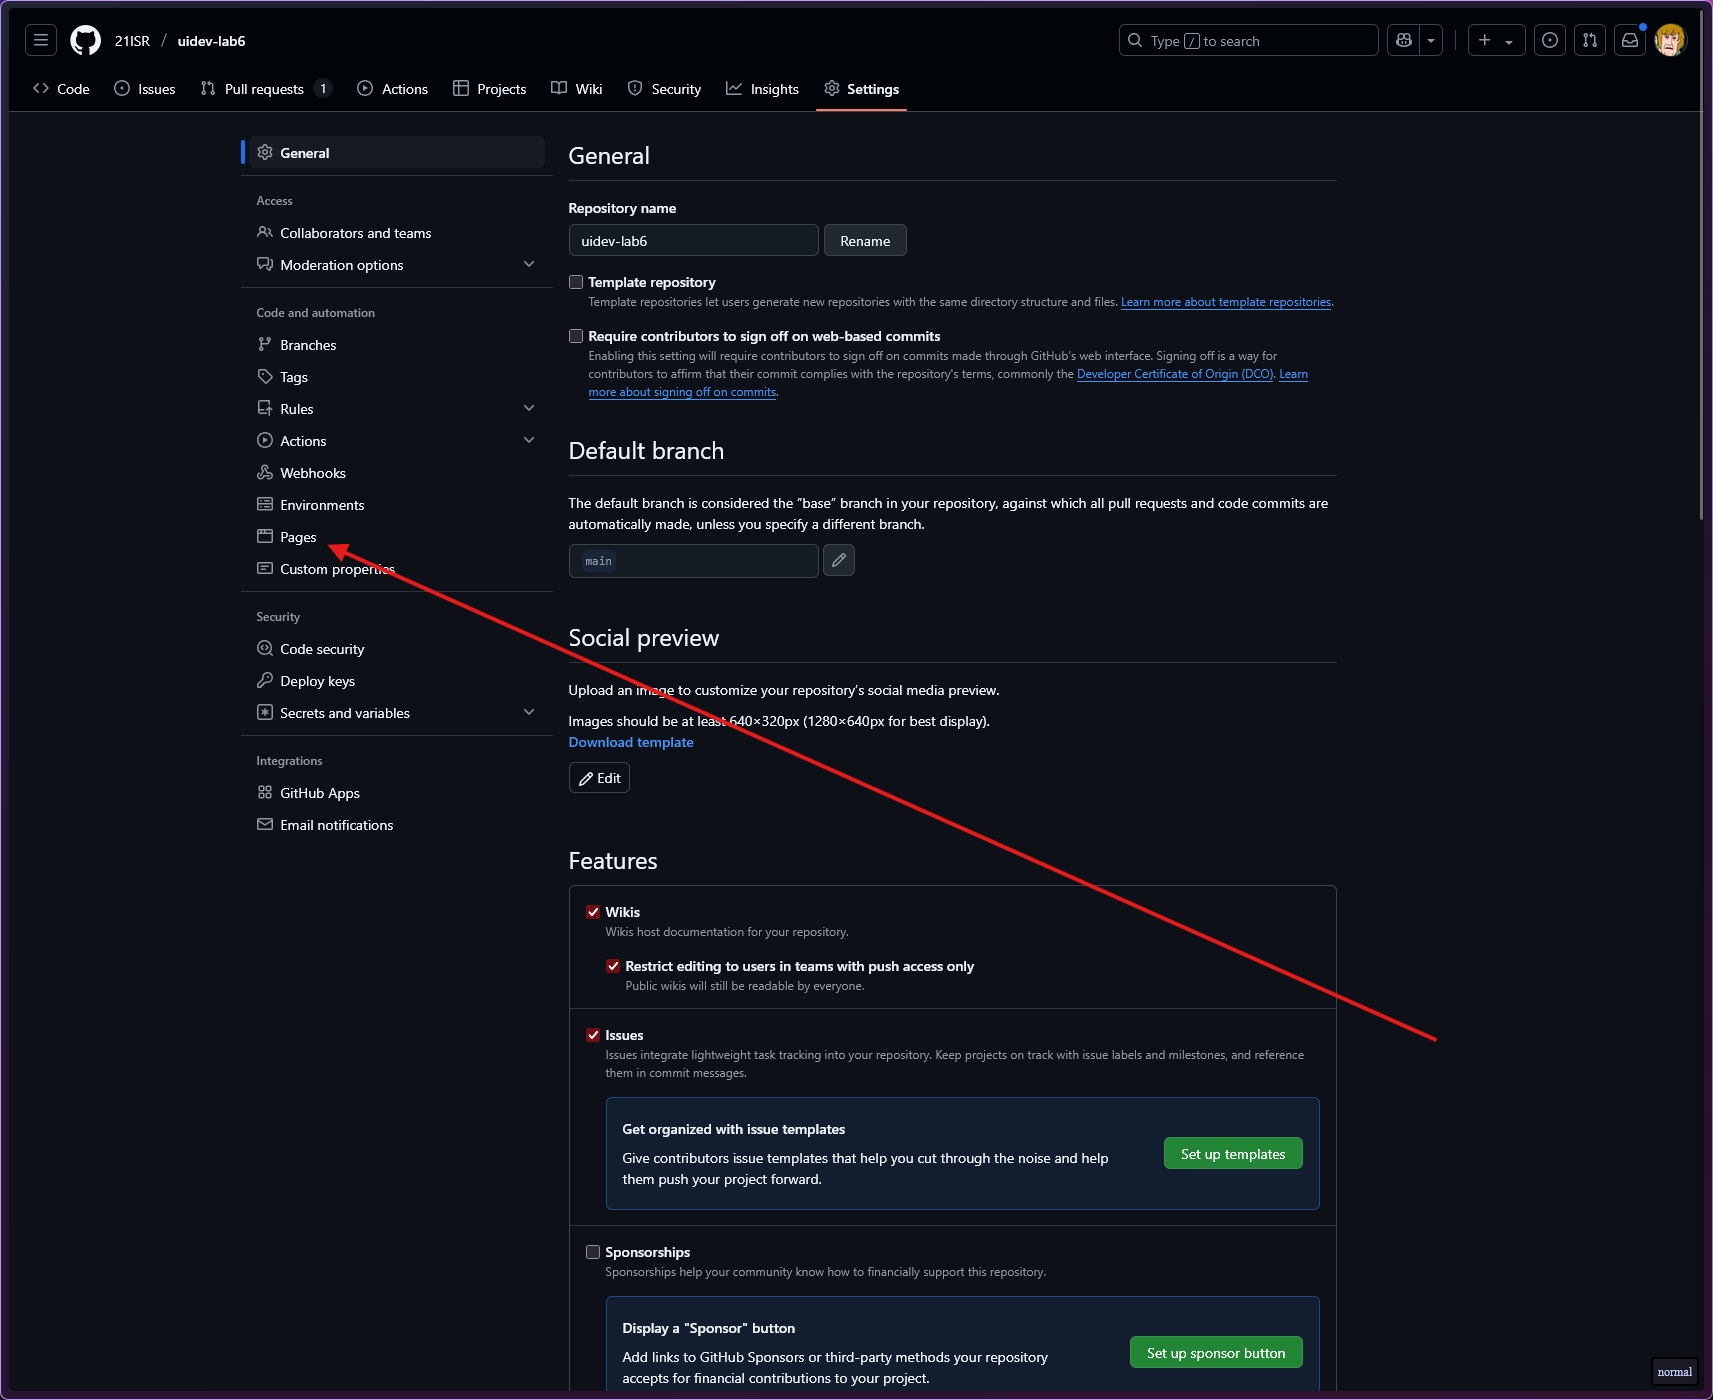 21ISR / uidev-lab6
Type / to search
Code
Issues
Pull requests 1
Actions
Projects
Wiki
Security
Insights
Settings
General
Access
Collaborators and teams
Moderation options
Code and automation
Branches
Tags
Rules
Actions
Webhooks
Environments
Pages
Custom properties
Security
Code security
Deploy keys
Secrets and variables
Integrations
GitHub Apps
Email notifications
General
Repository name
uidev-lab6
Rename
Template repository
Template repositories let users generate new repositories with the same directory structure and files. Learn more about template repositories.
Require contributors to sign off on web-based commits
Enabling this setting will require contributors to sign off on commits made through GitHub's web interface. Signing off is a way for
contributors to affirm that their commit complies with the repository's terms, commonly the Developer Certificate of Origin (DCO). Learn
more about signing off on commits.
Default branch
The default branch is considered the "base" branch in your repository, against which all pull requests and code commits are
automatically made, unless you specify a different branch.
main
Social preview
Upload an image to customize your repository's social media preview.
Images should be at least 640×320px (1280×640px for best display).
Download template
Edit
Features
Wikis
Wikis host documentation for your repository.
Restrict editing to users in teams with push access only
Public wikis will still be readable by everyone.
Issues
Issues integrate lightweight task tracking into your repository. Keep projects on track with issue labels and milestones, and reference
them in commit messages.
Get organized with issue templates
Give contributors issue templates that help you cut through the noise and help
them push your project forward.
Set up templates
Sponsorships
Sponsorships help your community know how to financially support this repository.
Display a "Sponsor" button
Add links to GitHub Sponsors or third-party methods your repository
accepts for financial contributions to your project.
Set up sponsor button
normal